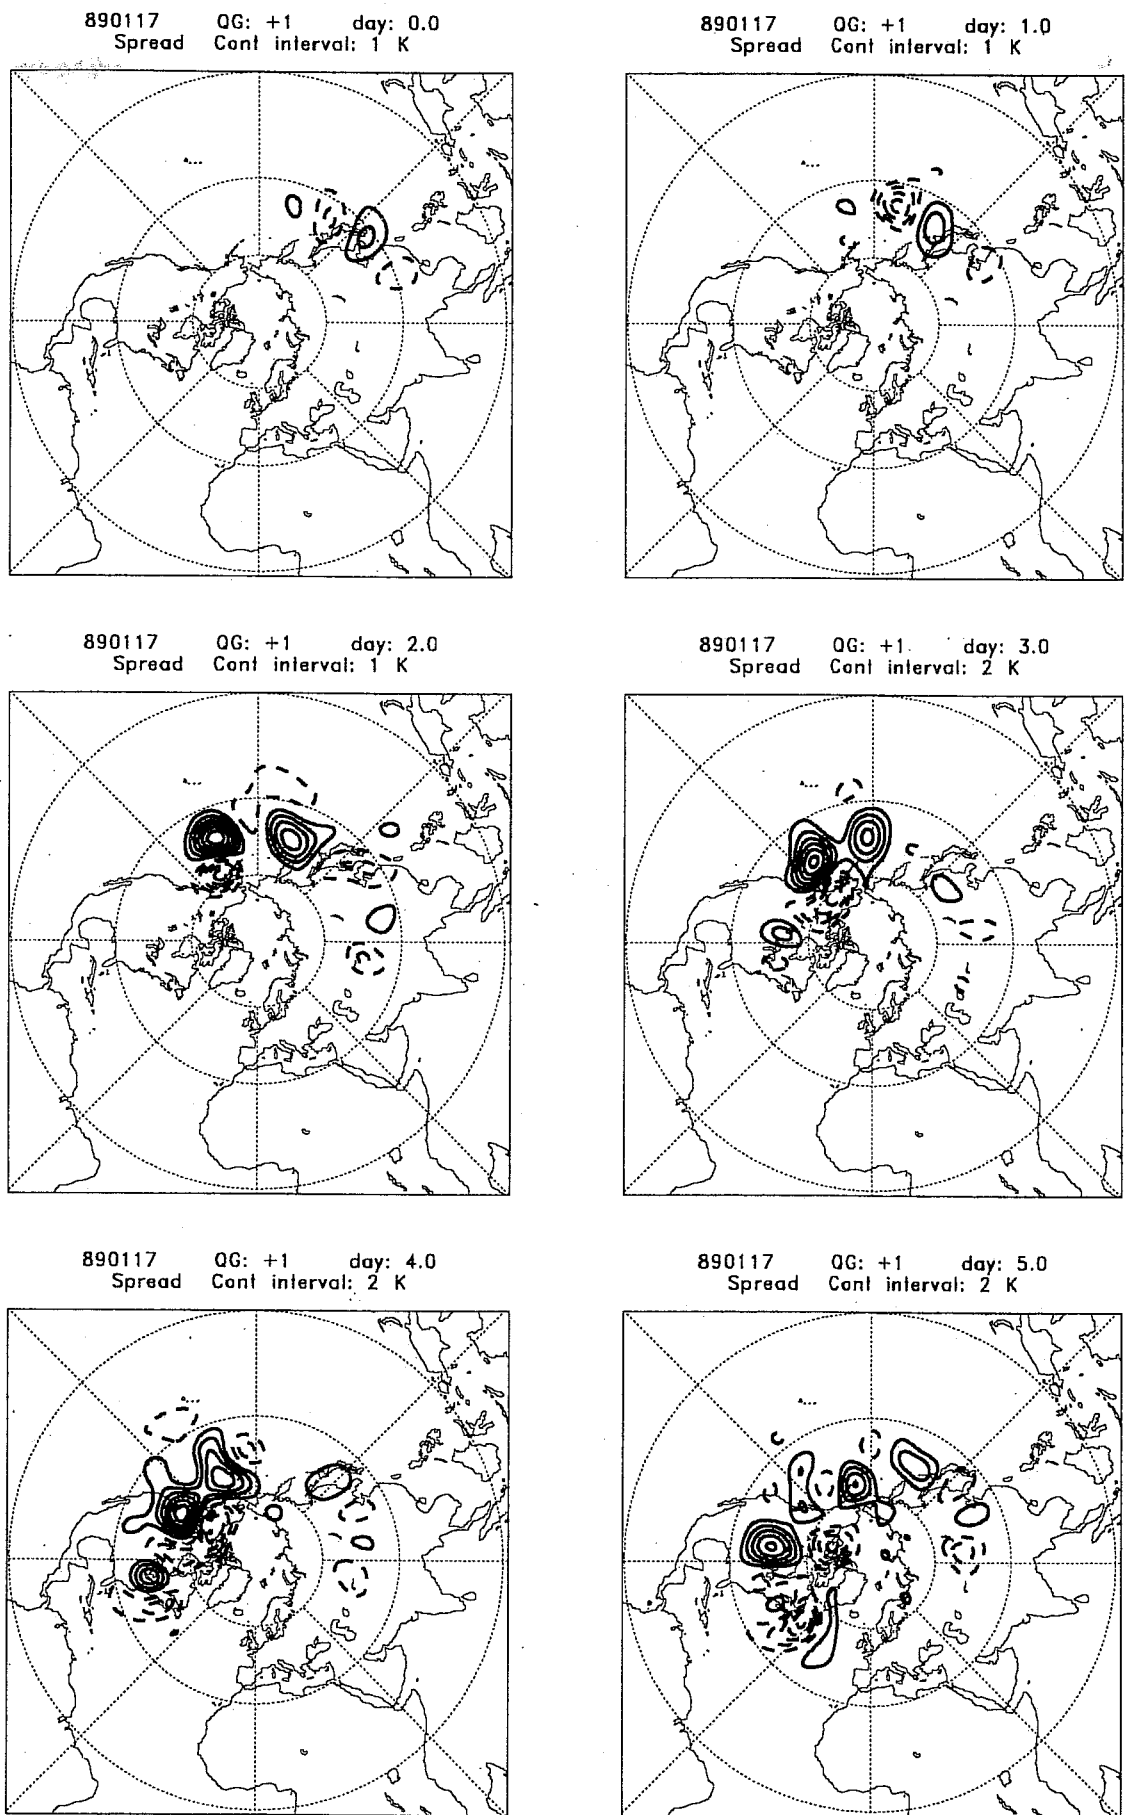 890117 QG: +1 day: 0.0
Spread Cont interval: 1 K
890117 QG: +1 day: 1.0
Spread Cont interval: 1 K
890117 QG: +1 day: 2.0
Spread Cont interval: 1 K
890117 QG: +1 day: 3.0
Spread Cont interval: 2 K
890117 QG: +1 day: 4.0
Spread Cont interval: 2 K
890117 QG: +1 day: 5.0
Spread Cont interval: 2 K